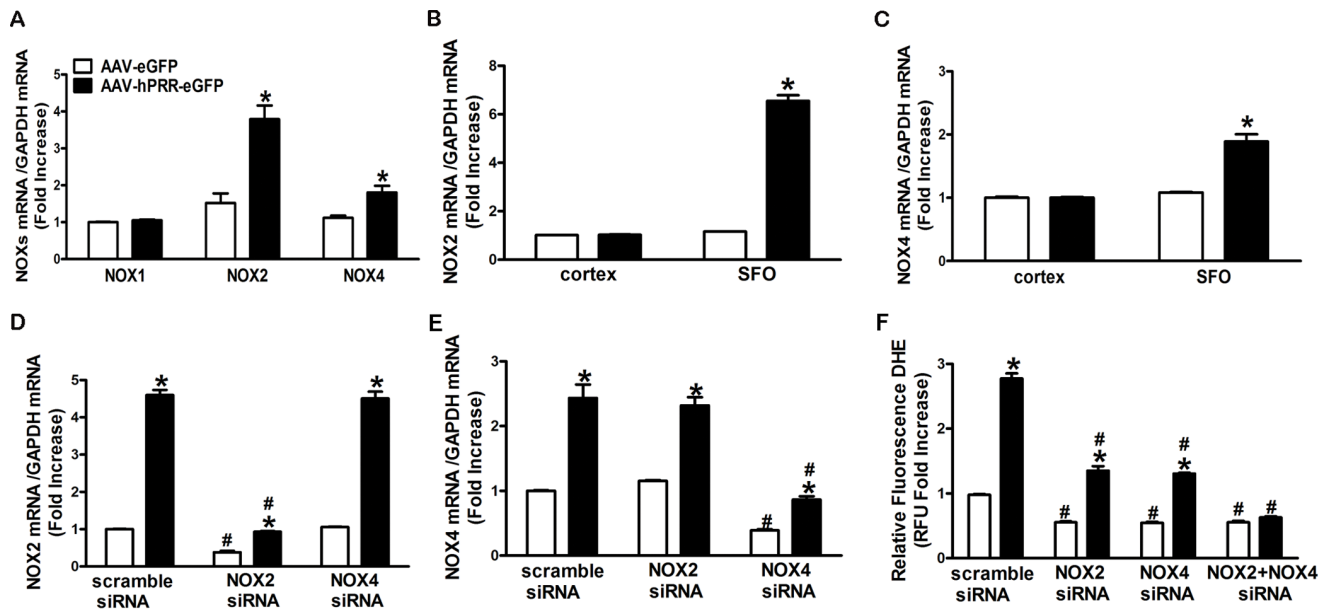 A
NOXs mRNA /GAPDH mRNA
(Fold Increase)
5
4
3
2
1
0
AAV-eGFP
AAV-hPRR-eGFP
*
*
NOX1 NOX2 NOX4
B
NOX2 mRNA /GAPDH mRNA
(Fold Increase)
8
6
4
2
0
*
cortex SFO
C
NOX4 mRNA /GAPDH mRNA
(Fold Increase)
3
2
1
0
*
cortex SFO
D
NOX2 mRNA /GAPDH mRNA
(Fold Increase)
5
4
3
2
1
0
* *
#
# *
scramble NOX2 NOX4
siRNA siRNA siRNA
E
NOX4 mRNA /GAPDH mRNA
(Fold Increase)
3
2
1
0
* *
#
# *
scramble NOX2 NOX4
siRNA siRNA siRNA
F
Relative Fluorescence DHE
(RFU Fold Increase)
3
2
1
0
*
# #
* *
# # # #
scramble NOX2 NOX4 NOX2+NOX4
siRNA siRNA siRNA siRNA